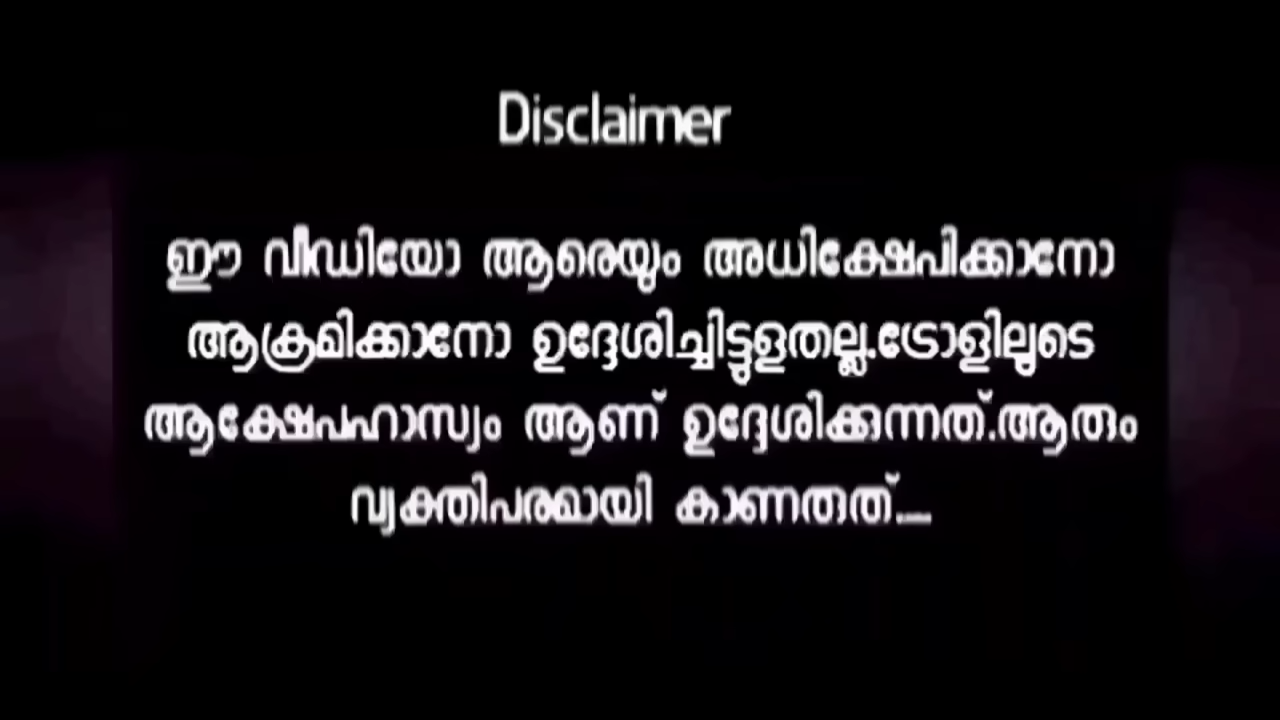 Disclaimer
ഈ വീഡിയോ ആരെയും അധിക്ഷേപിക്കാനോ
ആക്രമിക്കാനോ ഉദ്ദേശിച്ചിട്ടുളതല്ല.ട്രോളിലുടെ
ആക്ഷേപഹാസ്യം ആണ് ഉദ്ദേശിക്കുന്നത്.ആരും
വ്യക്തിപരമായി കാണരുത്....